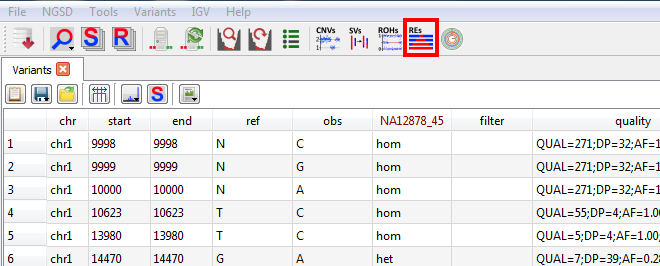 File NGSD Tools Variants IGV Help
S R CNVs SVs ROHs REs
Variants
S
chr start end ref obs NA12878_45 filter quality
1 chr1 9998 9998 N C hom QUAL=271;DP=32;AF=1
2 chr1 9999 9999 N G hom QUAL=271;DP=32;AF=1
3 chr1 10000 10000 N A hom QUAL=271;DP=32;AF=1
4 chr1 10623 10623 T C hom QUAL=55;DP=4;AF=1.00
5 chr1 13980 13980 T C hom QUAL=5;DP=4;AF=1.00;
6 chr1 14470 14470 G A het QUAL=7;DP=39;AF=0.28